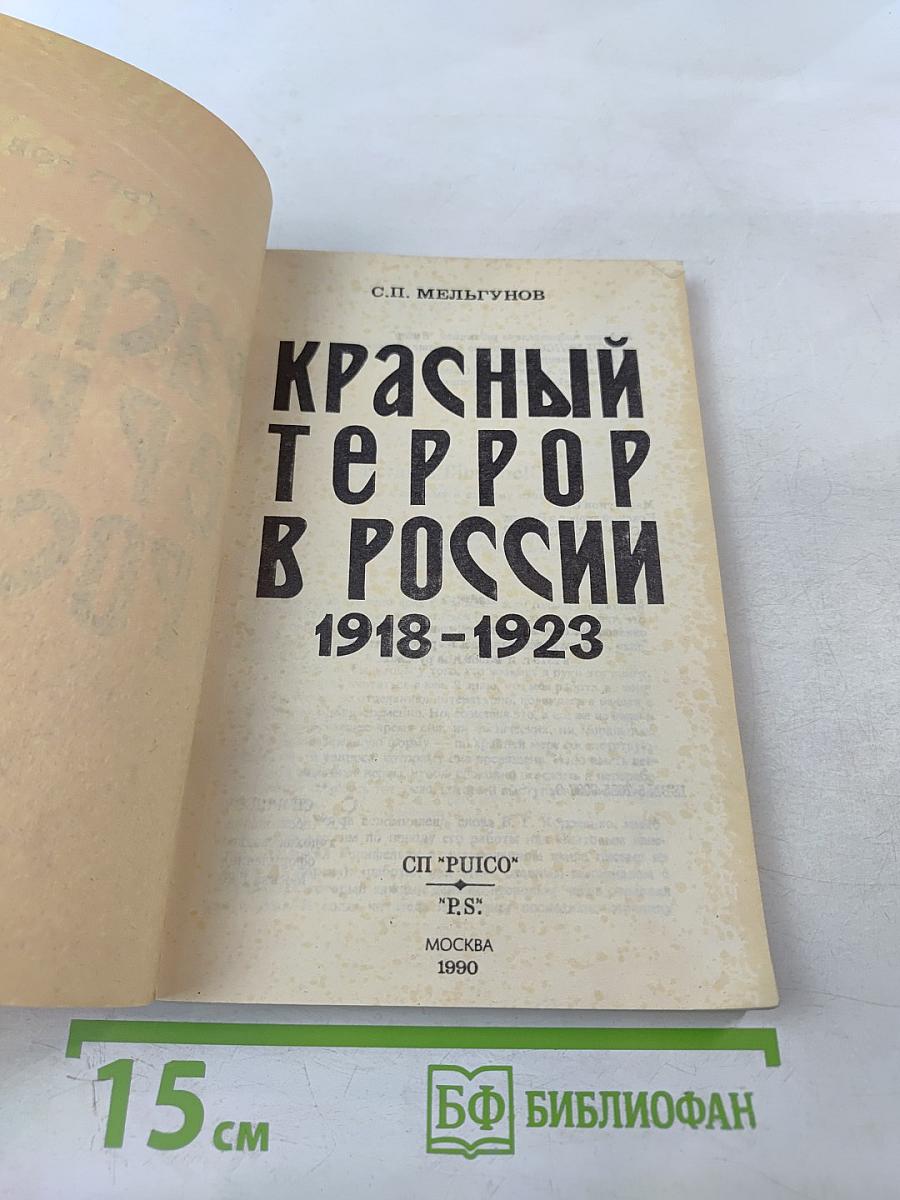 С.П. МЕЛЬГУНОВ
КРАСНЫЙ
ТЕРРОР
В РОССИИ
1918-1923
СП "PUICO"
"P.S".
МОСКВА
1990
15 см
БФ БИБЛИОФАН